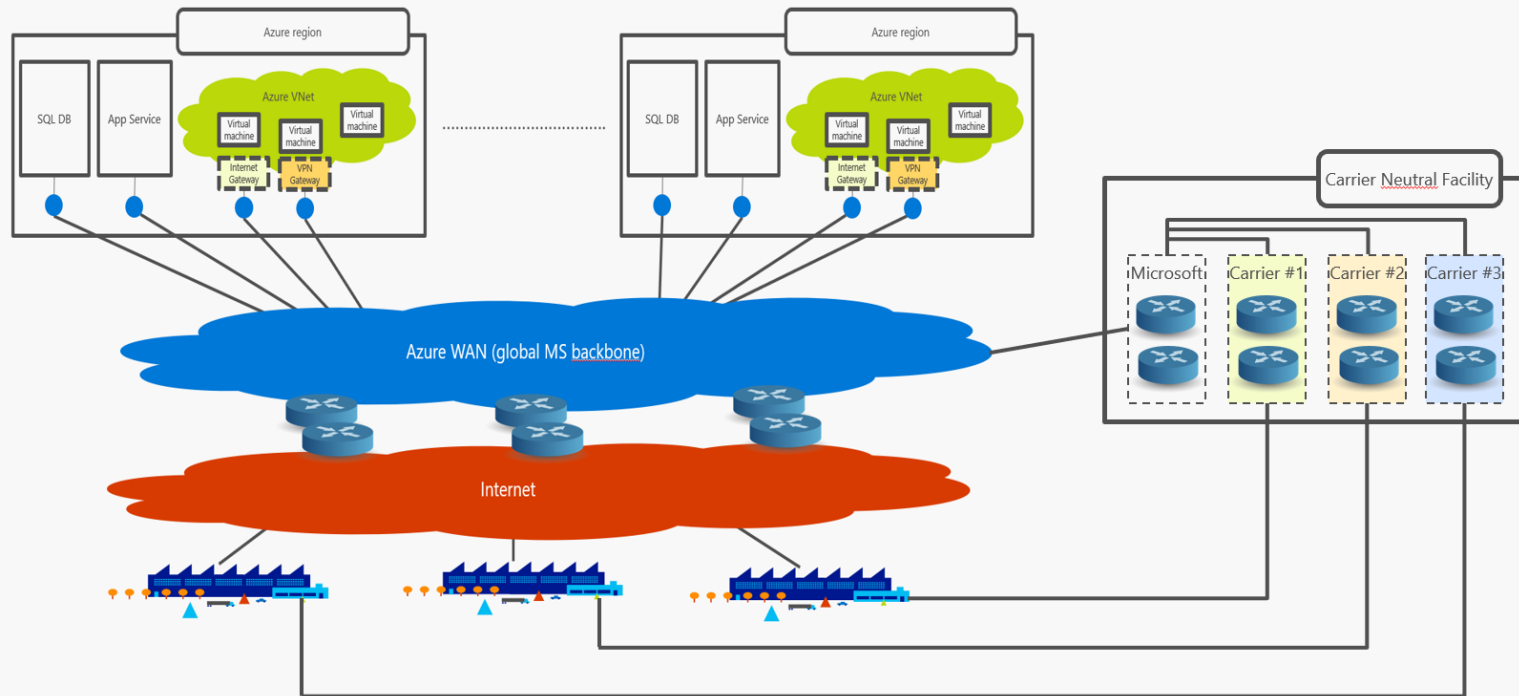 Azure region
Azure region
SQL DB
App Service
Azure VNet
Virtual
machine
Virtual
machine
Virtual
machine
Internet
Gateway
VPN
Gateway
SQL DB
App Service
Azure VNet
Virtual
machine
Virtual
machine
Virtual
machine
Internet
Gateway
VPN
Gateway
Carrier Neutral Facility
Microsoft
Carrier #1
Carrier #2
Carrier #3
Azure WAN (global MS backbone)
Internet